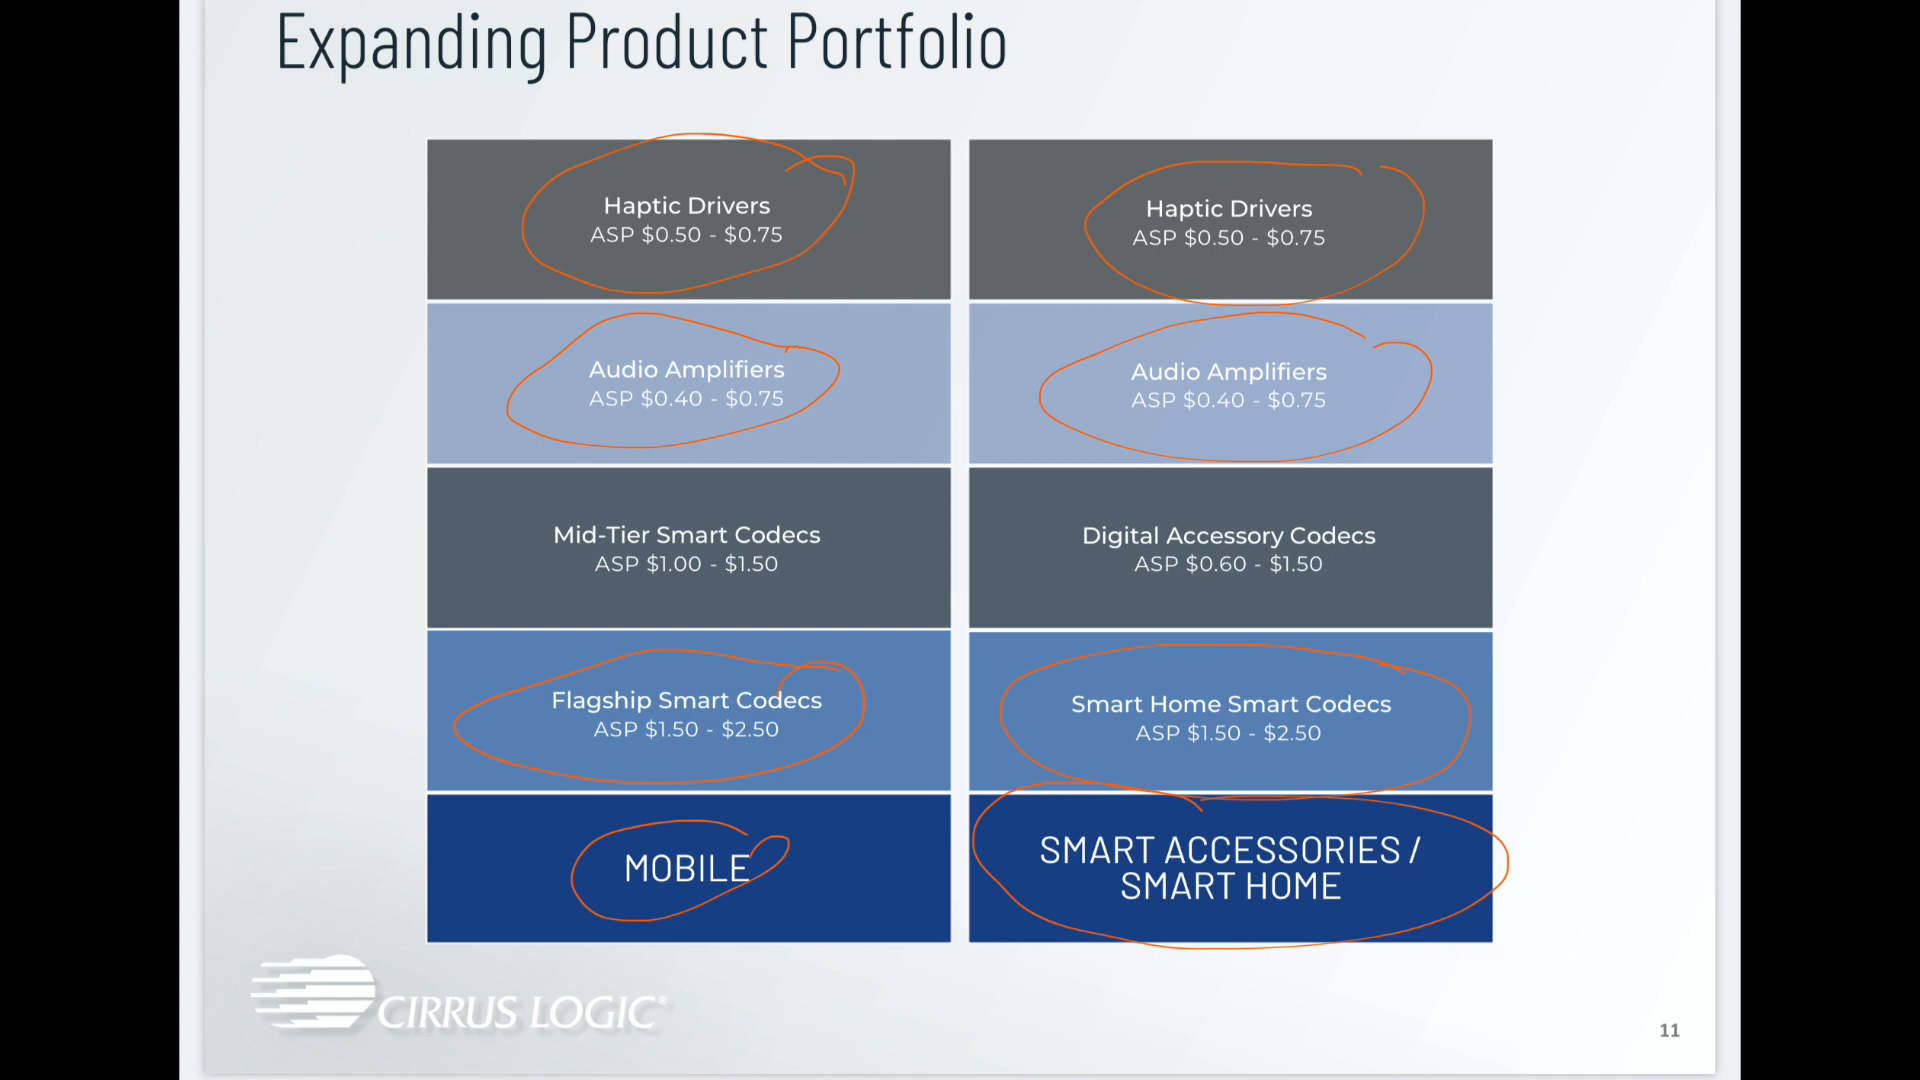 Expanding Product Portfolio
Haptic Drivers
ASP $0.50 - $0.75
Audio Amplifiers
ASP $0.40 - $0.75
Mid-Tier Smart Codecs
ASP $1.00 - $1.50
Flagship Smart Codecs
ASP $1.50 - $2.50
MOBILE
Haptic Drivers
ASP $0.50 - $0.75
Audio Amplifiers
ASP $0.40 - $0.75
Digital Accessory Codecs
ASP $0.60 - $1.50
Smart Home Smart Codecs
ASP $1.50 - $2.50
SMART ACCESSORIES /
SMART HOME
CIRRUS LOGIC®
11